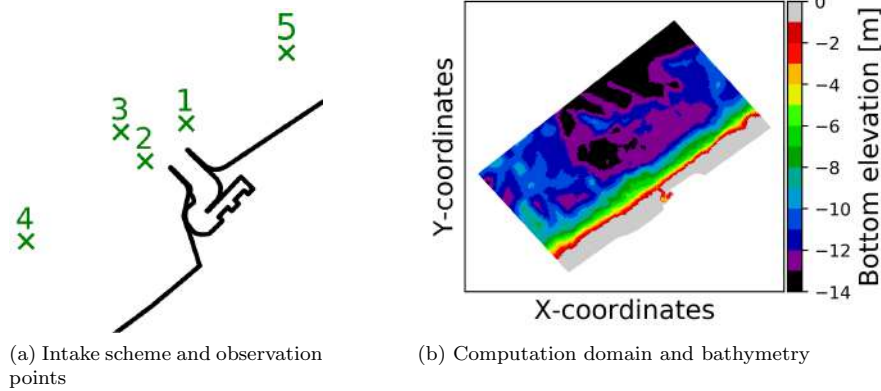 5
3
1
2
4
(a) Intake scheme and observation
points
Y-coordinates
X-coordinates
0
−2
−4
−6
−8
−10
−12
−14
Bottom elevation [m]
(b) Computation domain and bathymetry